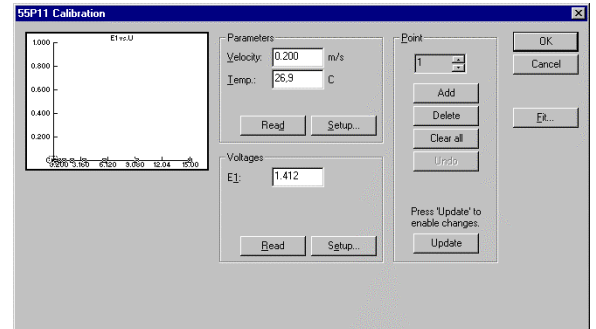 55P11 Calibration
E1 vs.U
1.000
0.800
0.600
0.400
0.200
0.200 3.160 6.120 9.080 12.04 15.00
Parameters
Velocity: 0.200 m/s
Temp.: 26,9 C
Read Setup...
Voltages
E1: 1.412
Read Setup...
Point
1
Add
Delete
Clear all
Undo
Press 'Update' to
enable changes.
Update
OK
Cancel
Fit...